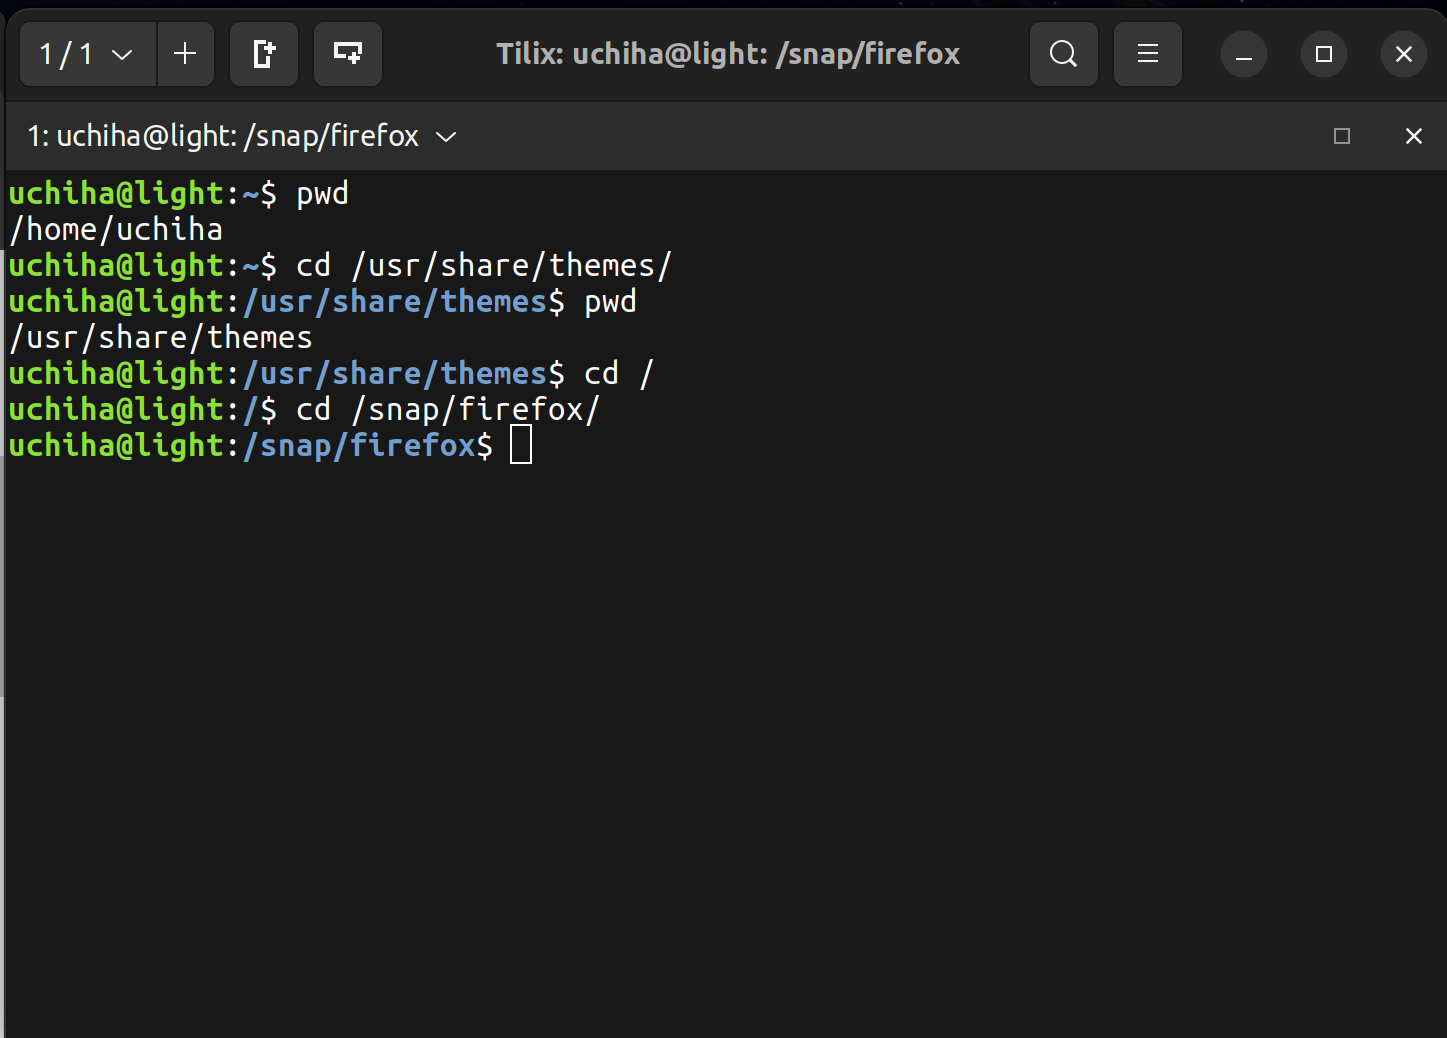 1 / 1
Tilix: uchiha@light: /snap/firefox
1: uchiha@light: /snap/firefox
uchiha@light:~$ pwd
/home/uchiha
uchiha@light:~$ cd /usr/share/themes/
uchiha@light:/usr/share/themes$ pwd
/usr/share/themes
uchiha@light:/usr/share/themes$ cd /
uchiha@light:/$ cd /snap/firefox/
uchiha@light:/snap/firefox$